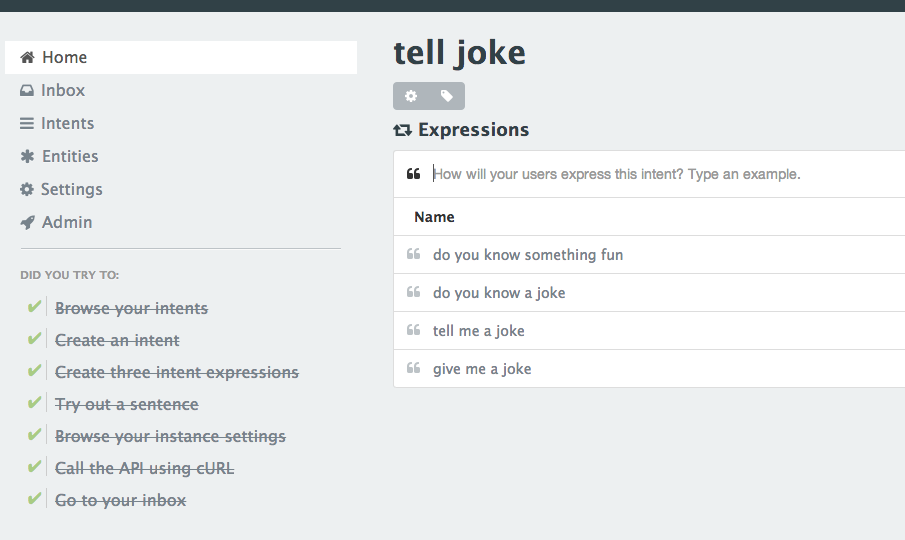 Home
Inbox
Intents
Entities
Settings
Admin
DID YOU TRY TO:
Browse your intents
Create an intent
Create three intent expressions
Try out a sentence
Browse your instance settings
Call the API using cURL
Go to your inbox
tell joke
Expressions
How will your users express this intent? Type an example.
Name
do you know something fun
do you know a joke
tell me a joke
give me a joke